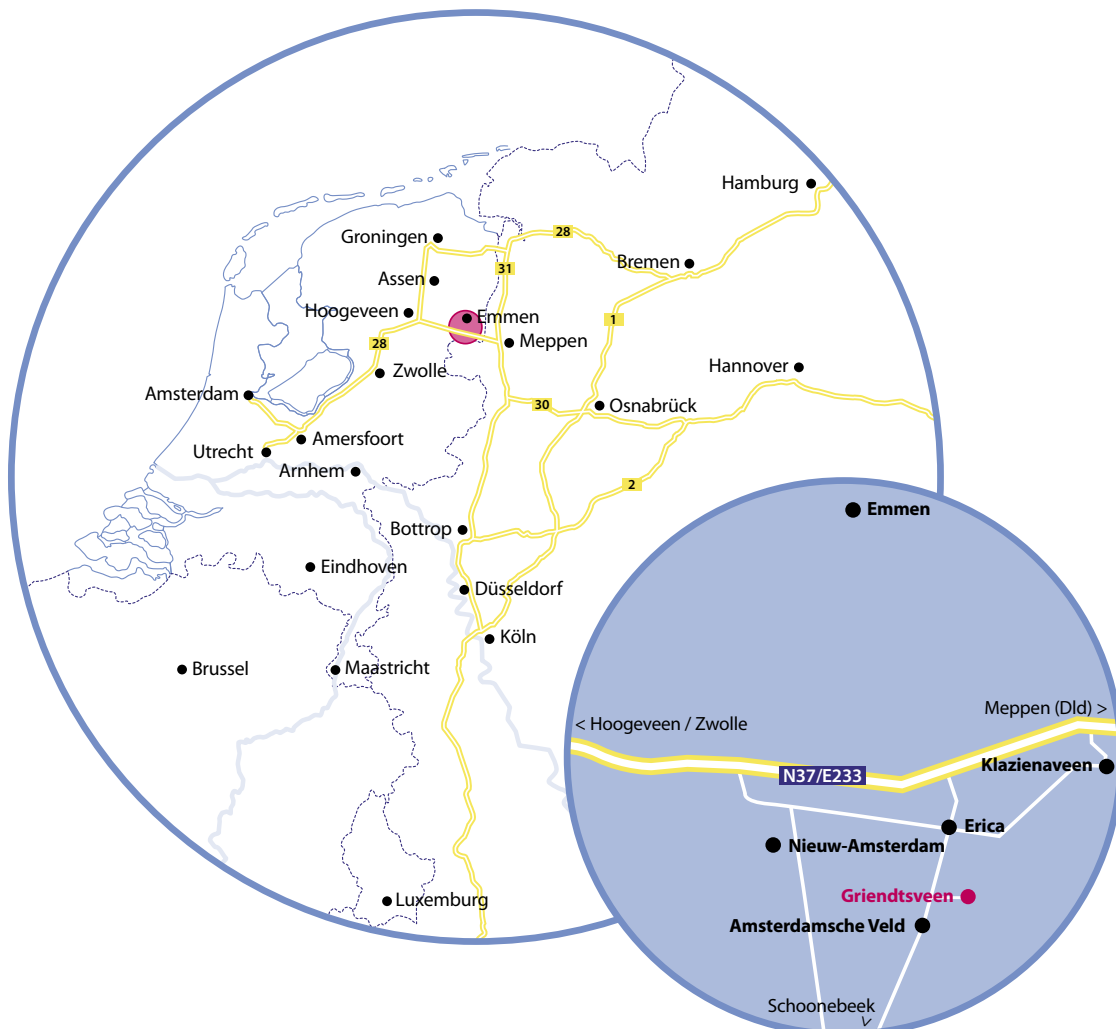 Hamburg
Groningen
28
Bremen
31
Assen
Hoogeveen
Emmen
1
Meppen
28
Zwolle
Hannover
Amsterdam
30
Osnabrück
Amersfoort
Utrecht
Arnhem
2
Bottrop
Eindhoven
Düsseldorf
Köln
Brussel
Maastricht
Luxemburg
Emmen
Meppen (Dld) >
< Hoogeveen / Zwolle
Klazienaveen
N37/E233
Erica
Nieuw-Amsterdam
Griendtsveen
Amsterdamsche Veld
Schoonebeek
>